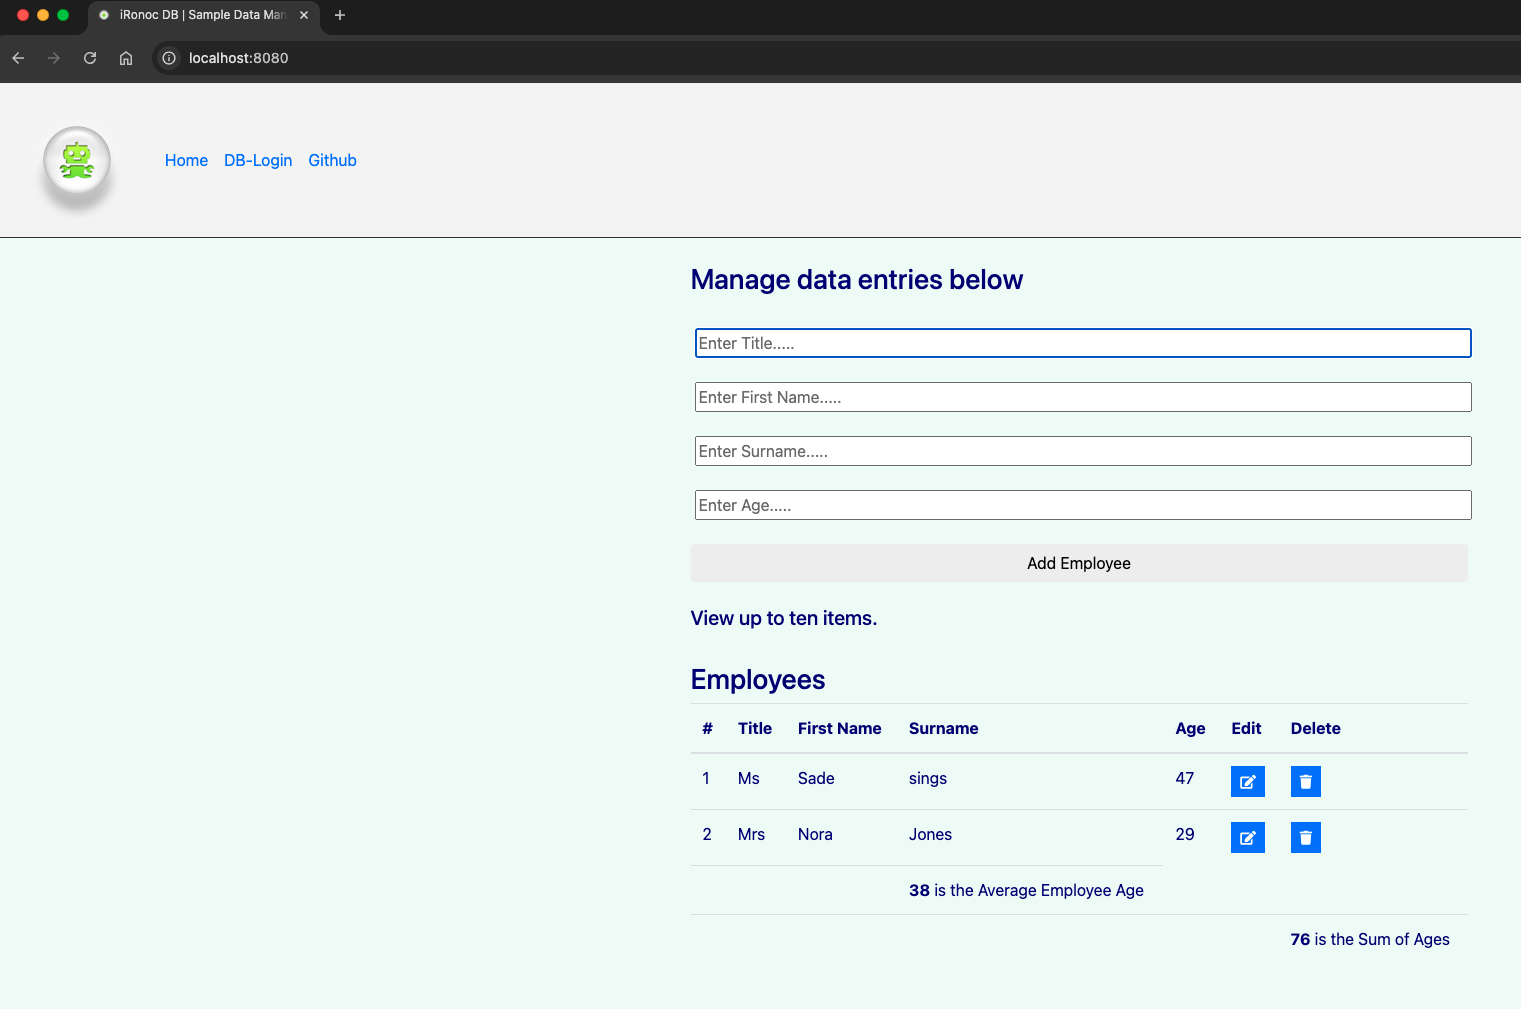 iRonoc DB | Sample Data Man
localhost:8080
Home DB-Login Github
Manage data entries below
Enter Title.....
Enter First Name.....
Enter Surname.....
Enter Age.....
Add Employee
View up to ten items.
Employees
# Title First Name Surname Age Edit Delete
1 Ms Sade sings 47
2 Mrs Nora Jones 29
38 is the Average Employee Age
76 is the Sum of Ages